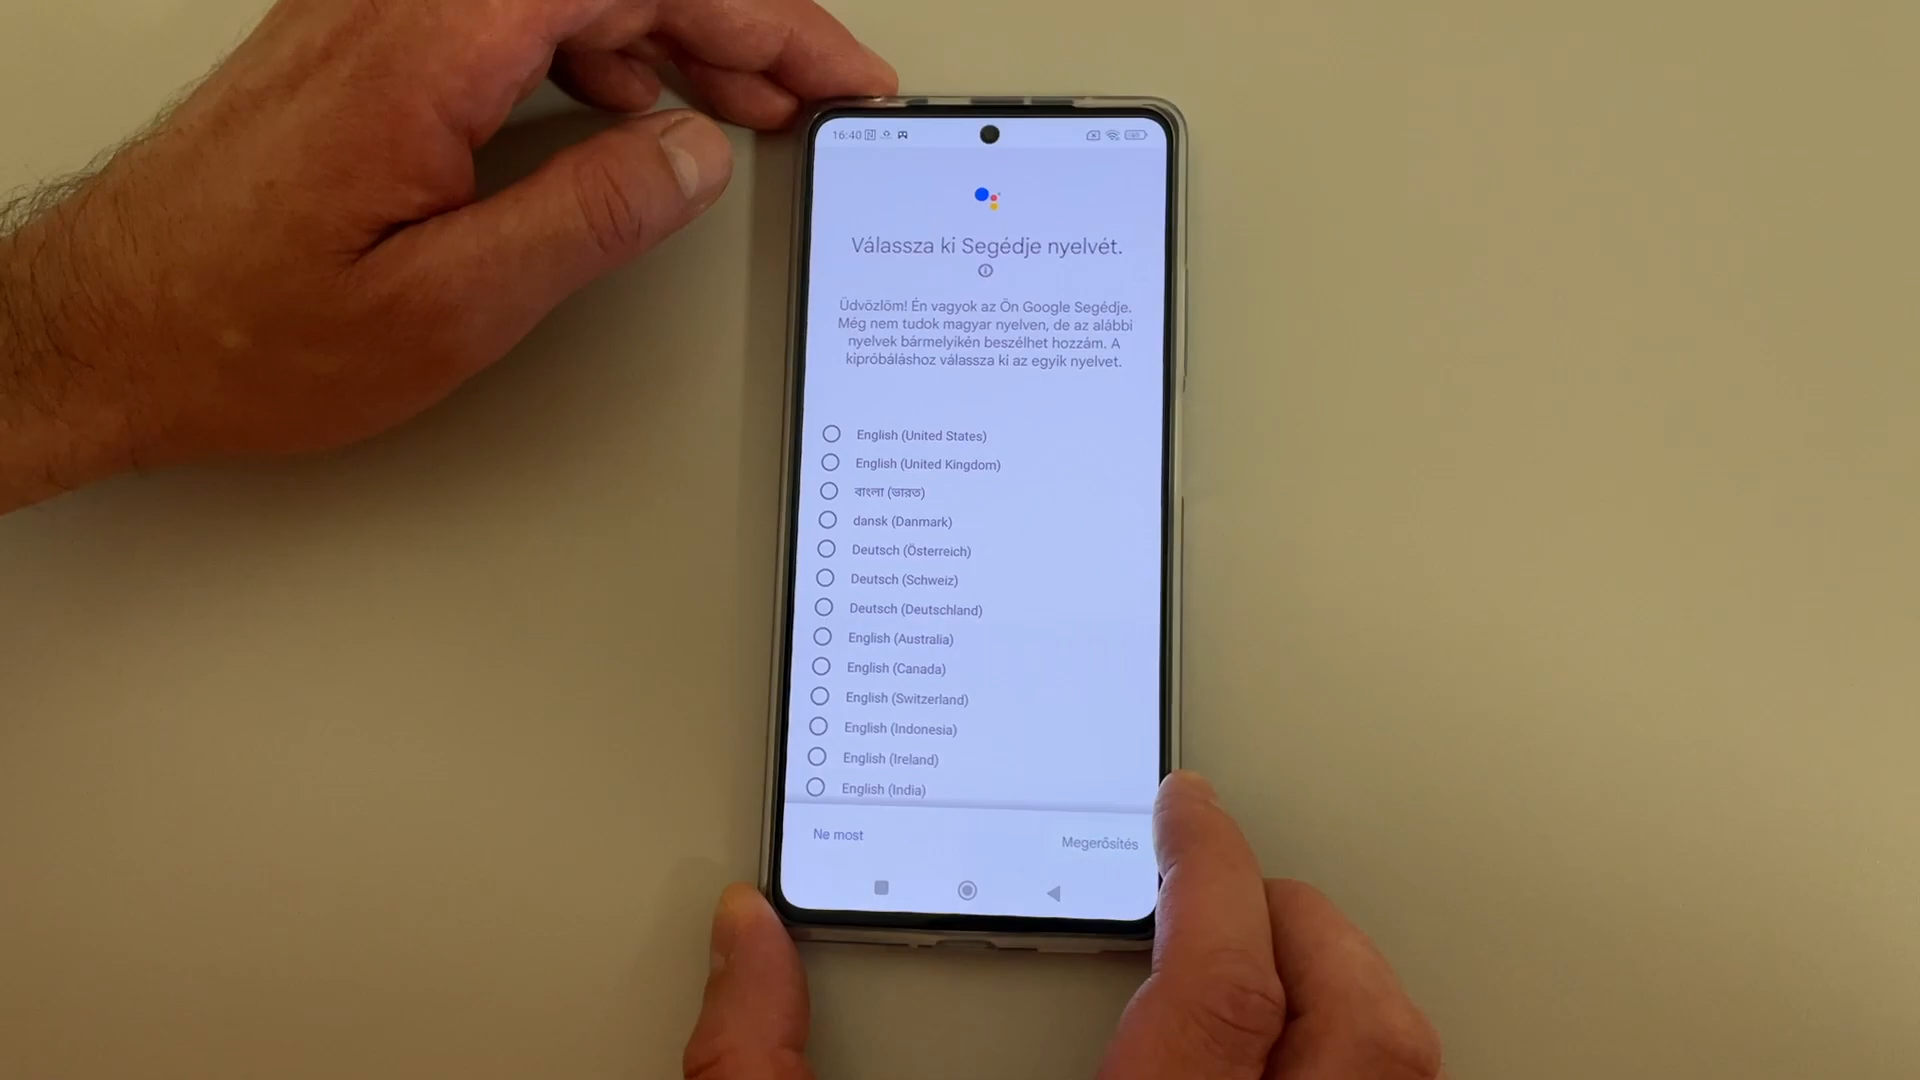 16:40
Válassza ki Segédje nyelvét.
Üdvözlöm! Én vagyok az Ön Google Segédje.
Még nem tudok magyar nyelven, de az alábbi
nyelvek bármelyikén beszélhet hozzám. A
kipróbáláshoz válassza ki az egyik nyelvet.
English (United States)
English (United Kingdom)
বাংলা (ভারত)
dansk (Danmark)
Deutsch (Österreich)
Deutsch (Schweiz)
Deutsch (Deutschland)
English (Australia)
English (Canada)
English (Switzerland)
English (Indonesia)
English (Ireland)
English (India)
Ne most
Megerősítés